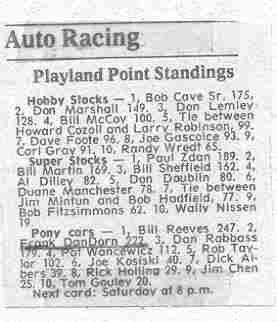 Auto Racing
Playland Point Standings
Hobby Stocks — 1, Bob Cave Sr. 175,
2, Don Marshall 149. 3, Don Lemley
128. 4, Bill McCoy 100. 5, Tie between
Howard Cozoll and Larry Robinson, 99.
7, Dave Foote 96. 8, Joe Gascoice 93. 9,
Carl Gray 91. 10, Randy Wredt 65.
Super Stocks — 1, Paul Zdan 189. 2,
Bill Martin 169. 3, Bill Sheffield 162. 4,
Al Dilley 82. 5, Dan Daublin 80. 6,
Duane Manchester 78. 7, Tie between
Jim Mintun and Bob Hadfield, 77. 9,
Bob Fitzsimmons 62. 10, Wally Nissen
19
Pony cars — 1, Bill Reeves 247. 2,
Frank DanDorn 222. 3, Dan Rabbass
179. 4, Pat Wancewicz 112. 5, Rob Tay-
lor 102. 6, Joe Kosiski 40. 7, Dick Al-
bers 39. 8, Rick Holling 29. 9, Jim Chen
25. 10, Tom Gouley 20.
Next card: Saturday at 8 p.m.